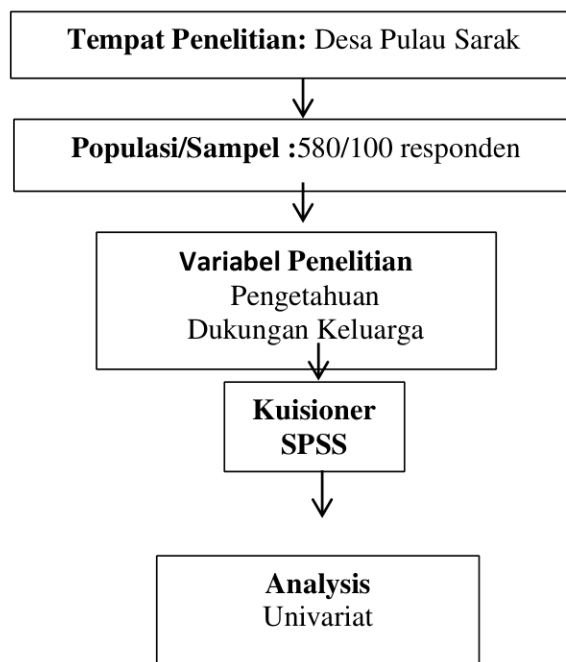 Tempat Penelitian: Desa Pulau Sarak
Populasi/Sampel :580/100 responden
Variabel Penelitian
Pengetahuan
Dukungan Keluarga
Kuisioner
SPSS
Analysis
Univariat